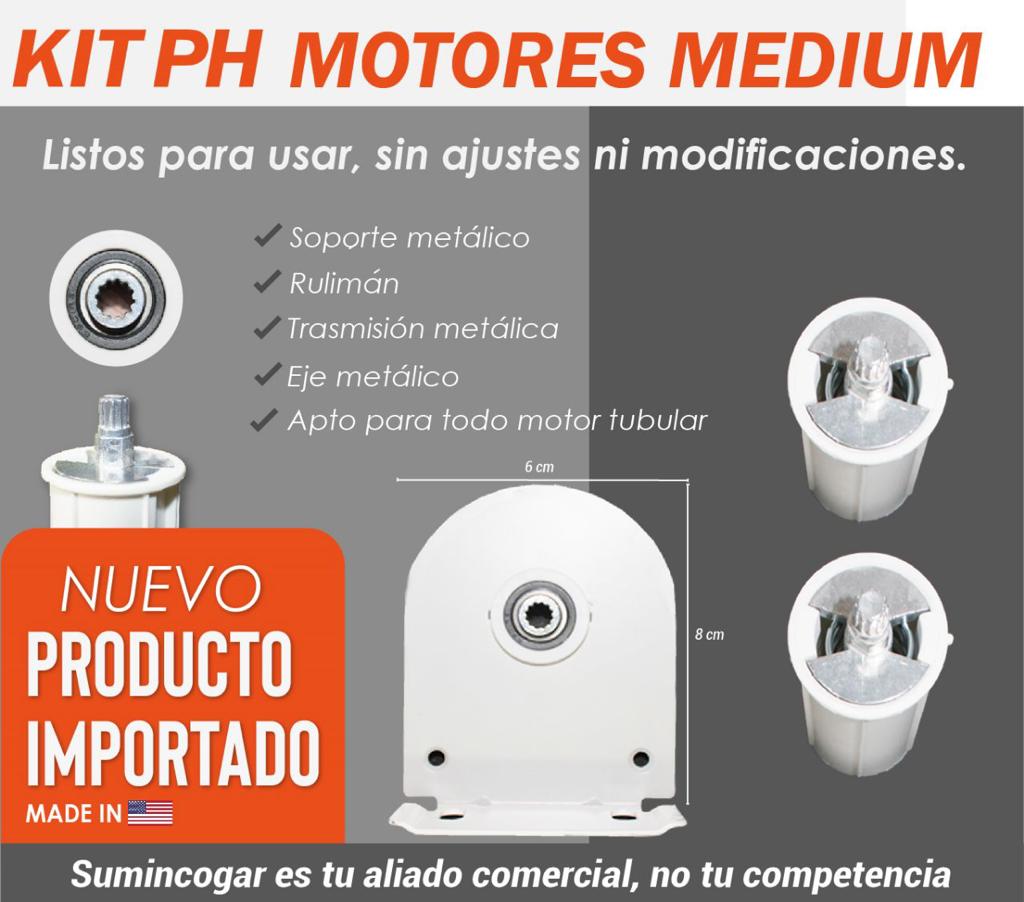 KIT PH MOTORES MEDIUM
Listos para usar, sin ajustes ni modificaciones.
Soporte metálico
Rulimán
Trasmisión metálica
Eje metálico
Apto para todo motor tubular
6 cm
8 cm
NUEVO
PRODUCTO
IMPORTADO
MADE IN
Sumincogar es tu aliado comercial, no tu competencia